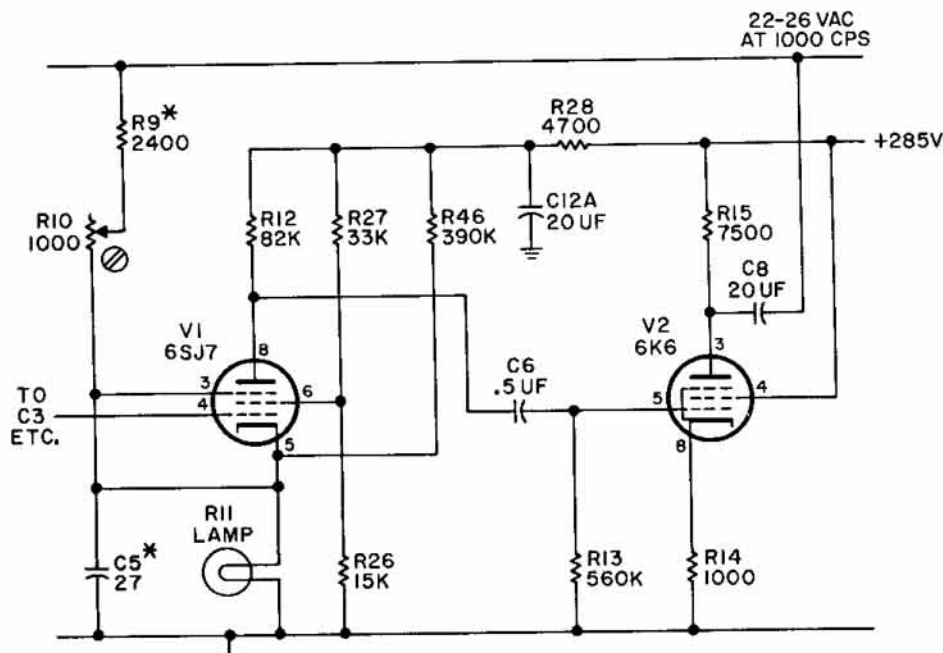 22-26 VAC
AT 1000 CPS
R9*
2400
R28
4700
+285V
R10
1000
R12
82K
R27
33K
R46
390K
C12A
20 UF
R15
7500
C8
20 UF
V1
6SJ7
8
V2
6K6
3
C6
.5UF
3
6
5
4
TO
C3
ETC.
4
5
8
R11
LAMP
C5*
27
R26
15K
R13
560K
R14
1000